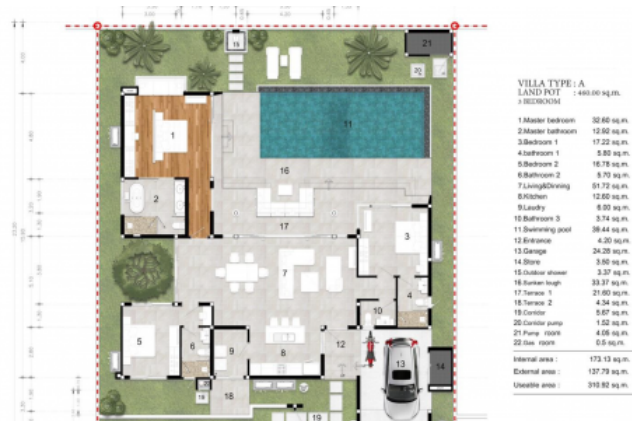 VILLA TYPE : A
LAND POT : 480.00 sq.m.
3 BEDROOM
1.Master bedroom 32.60 sq.m.
2.Master bathroom 12.92 sq.m.
3.Bedroom 1 17.22 sq.m.
4.bathroom 1 5.80 sq.m.
5.Bedroom 2 16.78 sq.m.
6.Bathroom 2 5.70 sq.m.
7.Living&Dinning 51.72 sq.m.
8.Kitchen 12.60 sq.m.
9.Laudry 6.00 sq.m.
10.Bathroom 3 3.74 sq.m.
11.Swimming pool 38.44 sq.m.
12.Entrance 4.20 sq.m.
13.Garage 24.28 sq.m.
14.Store 3.50 sq.m.
15.Outdoor shower 3.37 sq.m.
16.Sunken lough 33.37 sq.m.
17.Terrace 1 21.60 sq.m.
18.Terrace 2 4.34 sq.m.
19.Corridor 5.67 sq.m.
20.Corridor pump 1.52 sq.m.
21.Pump room 4.05 sq.m.
22.Gas room 0.5 sq.m.
Internal area : 173.13 sq.m.
External area : 137.79 sq.m.
Useable area : 310.92 sq.m.
15
21
20
1
11
16
2
17
3
7
4
10
5
6
9
8
12
13
14
18
19